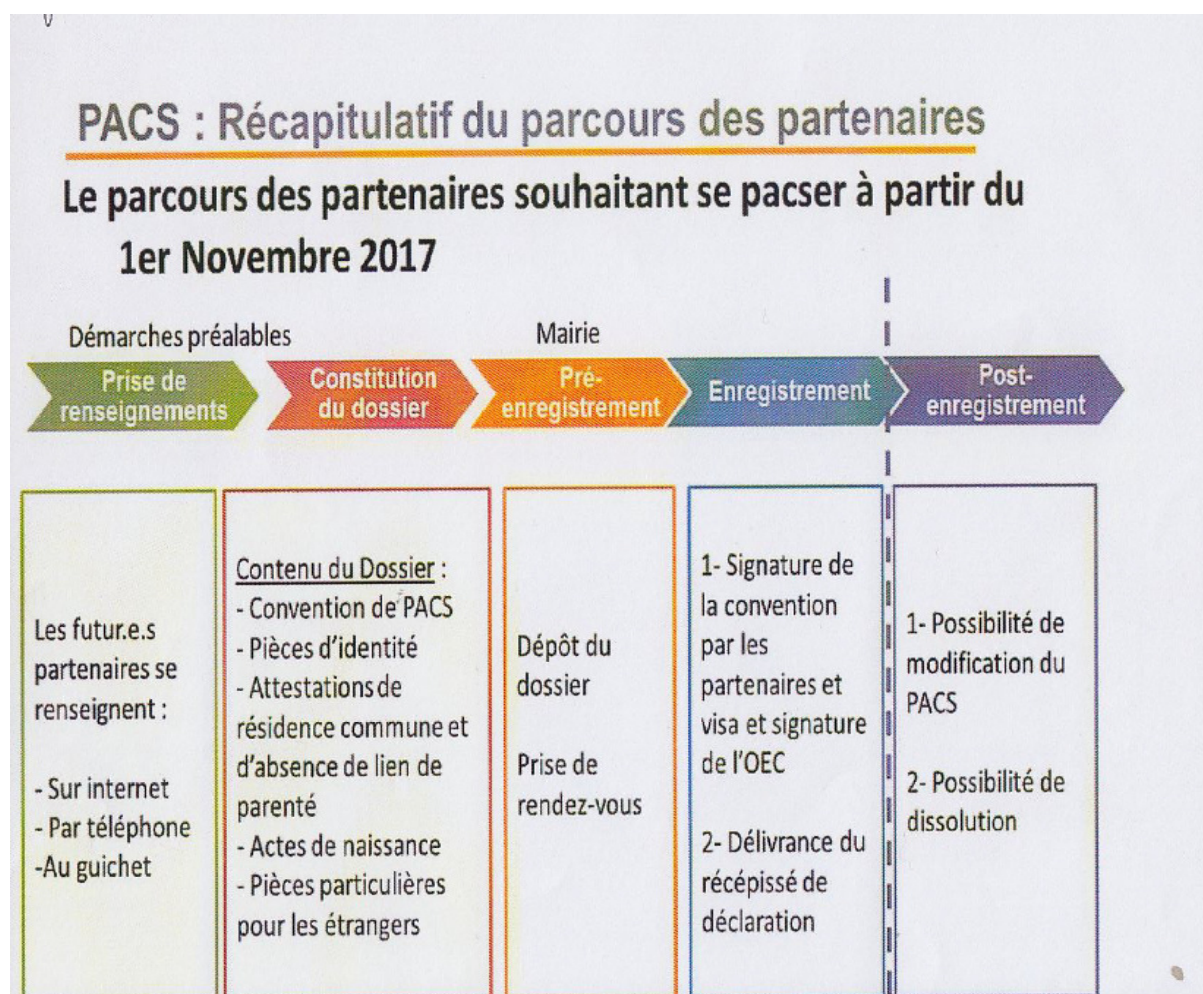 PACS : Récapitulatif du parcours des partenaires
Le parcours des partenaires souhaitant se pacser à partir du
1er Novembre 2017
Démarches préalables
Mairie
Prise de
renseignements
Constitution
du dossier
Pré-
enregistrement
Enregistrement
Post-
enregistrement
Les futur.e.s
partenaires se
renseignent :
- Sur internet
- Par téléphone
-Au guichet
Contenu du Dossier :
- Convention de PACS
- Pièces d'identité
- Attestations de
résidence commune et
d'absence de lien de
parenté
- Actes de naissance
- Pièces particulières
pour les étrangers
Dépôt du
dossier
Prise de
rendez-vous
1- Signature de
la convention
par les
partenaires et
visa et signature
de l'OEC
2- Délivrance du
récépissé de
déclaration
1- Possibilité de
modification du
PACS
2- Possibilité de
dissolution